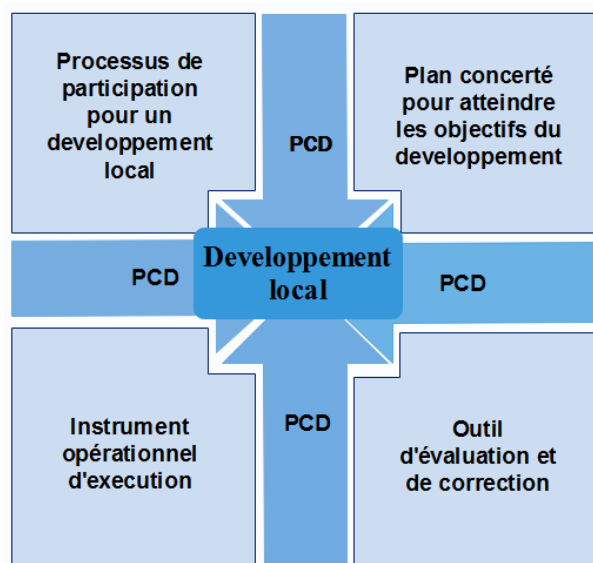 Processus de
participation
pour un
developpement
local
PCD
Plan concerté
pour atteindre
les objectifs du
developpement
PCD
Developpement
local
PCD
Instrument
opérationnel
d'execution
PCD
Outil
d'évaluation et
de correction